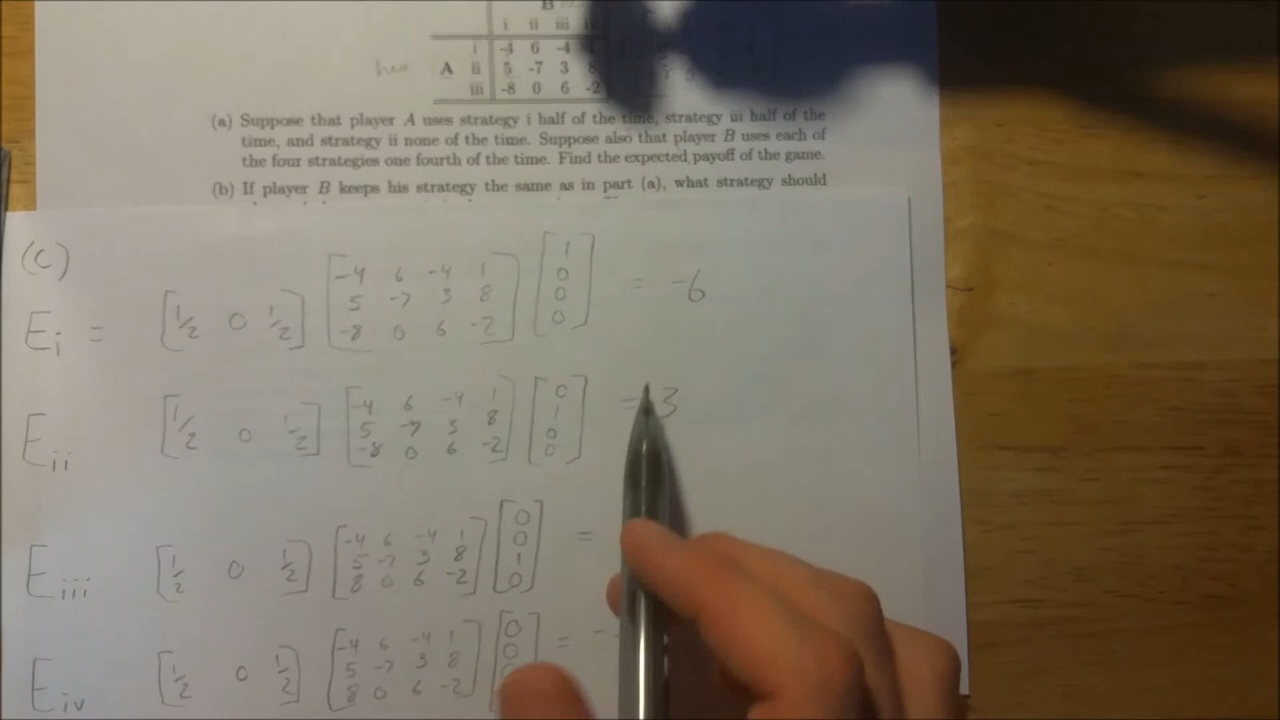 B
i ii iii
i -4 6 -4 1
A ii 5 -7 3 8
iii -8 0 6 -2
(a) Suppose that player A uses strategy i half of the time, strategy iii half of the
time, and strategy ii none of the time. Suppose also that player B uses each of
the four strategies one fourth of the time. Find the expected payoff of the game.
(b) If player B keeps his strategy the same as in part (a), what strategy should
(c)
E_i = [1/2 0 1/2] [-4 6 -4 1; 5 -7 3 8; -8 0 6 -2] [1; 0; 0; 0] = -6
E_ii [1/2 0 1/2] [-4 6 -4 1; 5 -7 3 8; -8 0 6 -2] [0; 1; 0; 0] = 3
E_iii [1/2 0 1/2] [-4 6 -4 1; 5 -7 3 8; 8 0 6 -2] [0; 0; 1; 0] =
E_iv [1/2 0 1/2] [-4 6 -4 1; 5 -7 3 8; 8 0 6 -2] [0; 0; = -